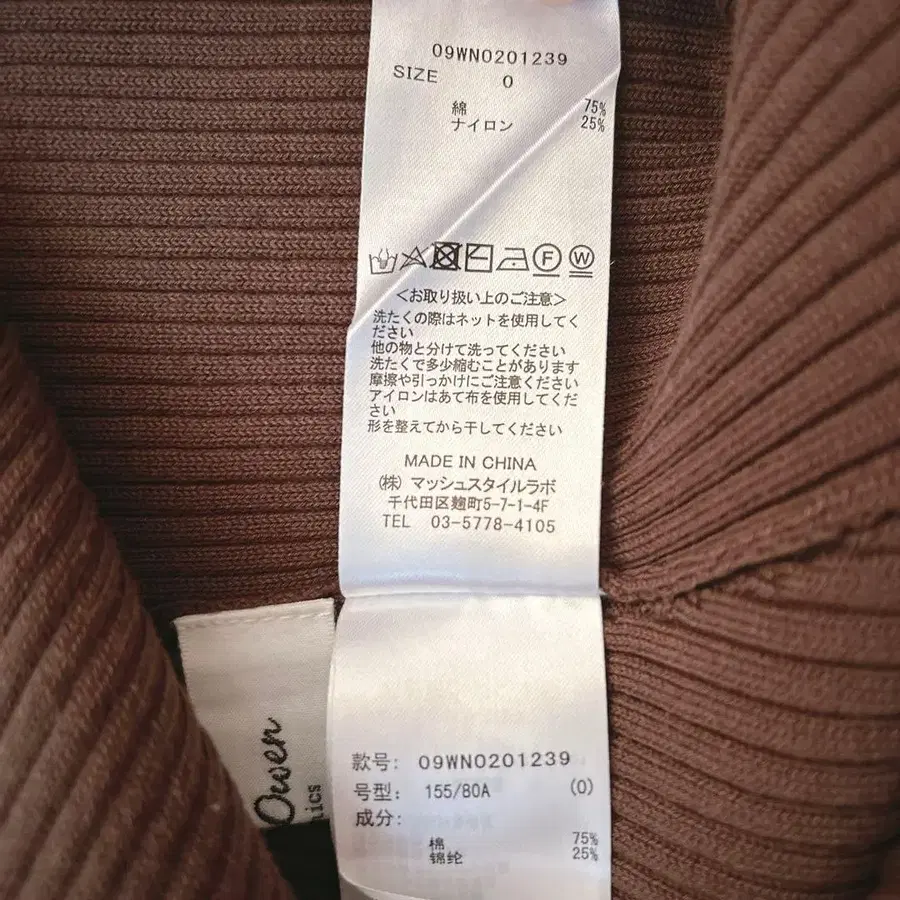 09WN0201239
SIZE 0
綿 75%
ナイロン 25%
F W
＜お取り扱い上のご注意＞
洗たくの際はネットを使用してく
ださい
他の物と分けて洗ってください
洗たくで多少縮むことがあります
摩擦や引っかけにご注意ください
アイロンはあて布を使用してくだ
さい
形を整えてから干してください
MADE IN CHINA
(株) マッシュスタイルラボ
千代田区麹町5-7-1-4F
TEL 03-5778-4105
Owen
款号: 09WN0201239
号型: 155/80A (0)
成分:
棉 75%
锦纶 25%